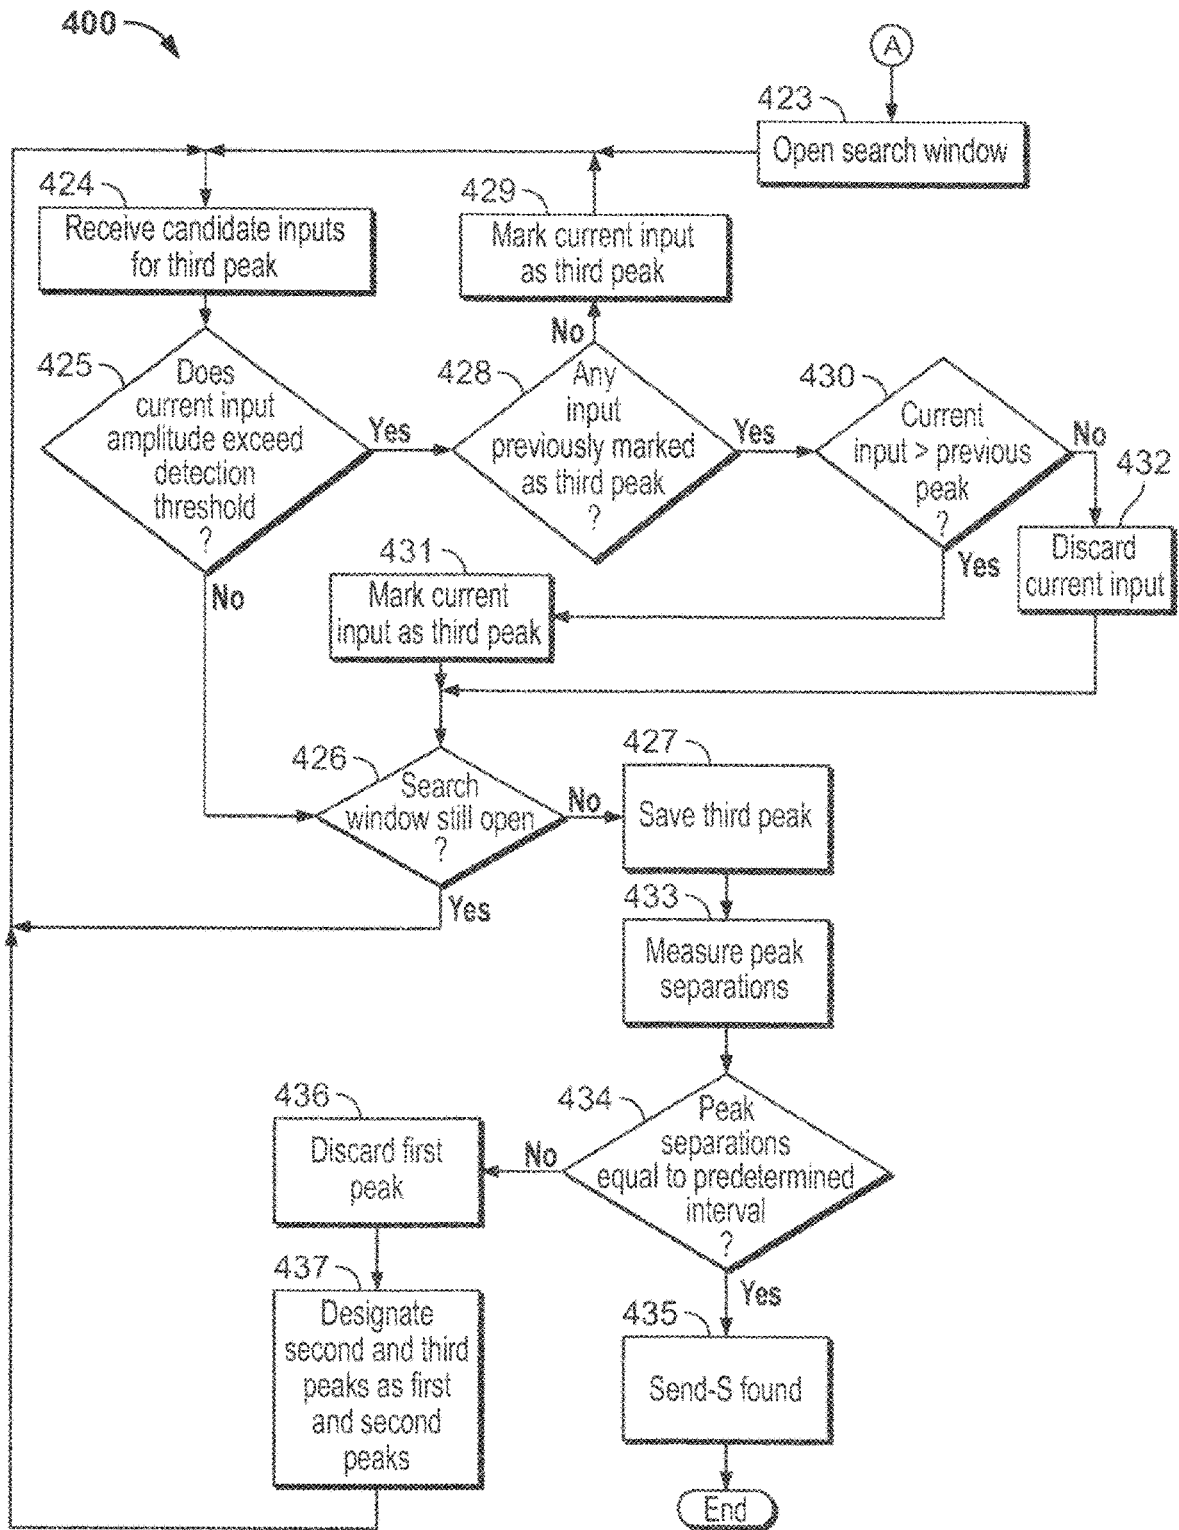 400
A
423
Open search window
424
Receive candidate inputs
for third peak
429
Mark current input
as third peak
No
425
Does
current input
amplitude exceed
detection
threshold
?
Yes
No
428
Any
input
previously marked
as third peak
?
Yes
430
Current
input > previous
peak
?
No
Yes
432
Discard
current input
431
Mark current
input as third peak
426
Search
window still open
?
No
Yes
427
Save third peak
433
Measure peak
separations
434
Peak
separations
equal to predetermined
interval
?
No
Yes
436
Discard first
peak
437
Designate
second and third
peaks as first
and second
peaks
435
Send-S found
End